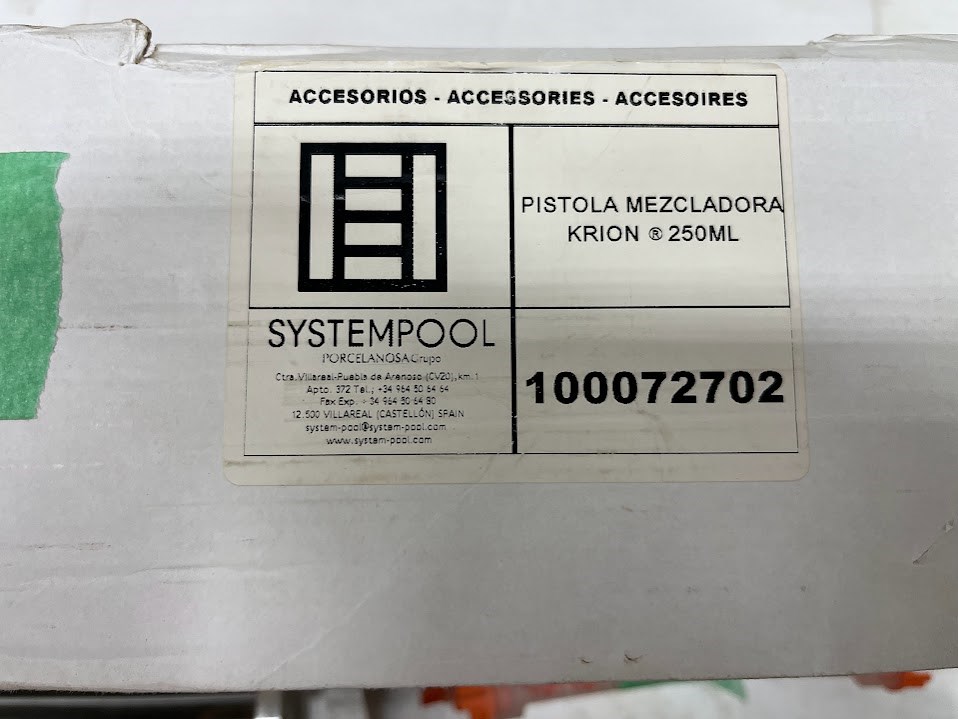 ACCESORIOS - ACCESSORIES - ACCESOIRES
PISTOLA MEZCLADORA
KRION ® 250ML
SYSTEMPOOL
PORCELANOSA Grupo
Ctra. Villareal-Puebla de Arenoso (CV20), km. 1
Apto. 372 Tel.: +34 964 50 64 64
Fax Exp. + 34 964 50 64 80
12.500 VILLAREAL (CASTELLÓN) SPAIN
system-pool@system-pool.com
www.system-pool.com
100072702